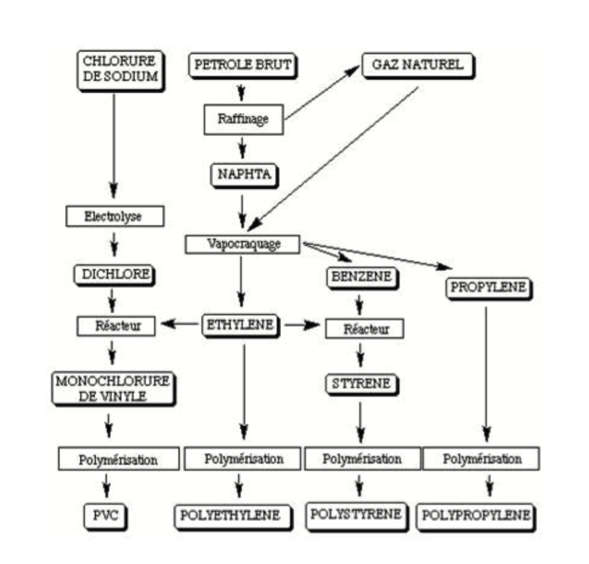 CHLORURE
DE SODIUM
PETROLE BRUT
GAZ NATUREL
Raffinage
NAPHTA
Electrolyse
Vapocraquage
DICHLORE
BENZENE
PROPYLENE
Réacteur
ETHYLENE
Réacteur
MONOCHLORURE
DE VINYLE
STYRENE
Polymérisation
Polymérisation
Polymérisation
Polymérisation
PVC
POLYETHYLENE
POLYSTYRENE
POLYPROPYLENE